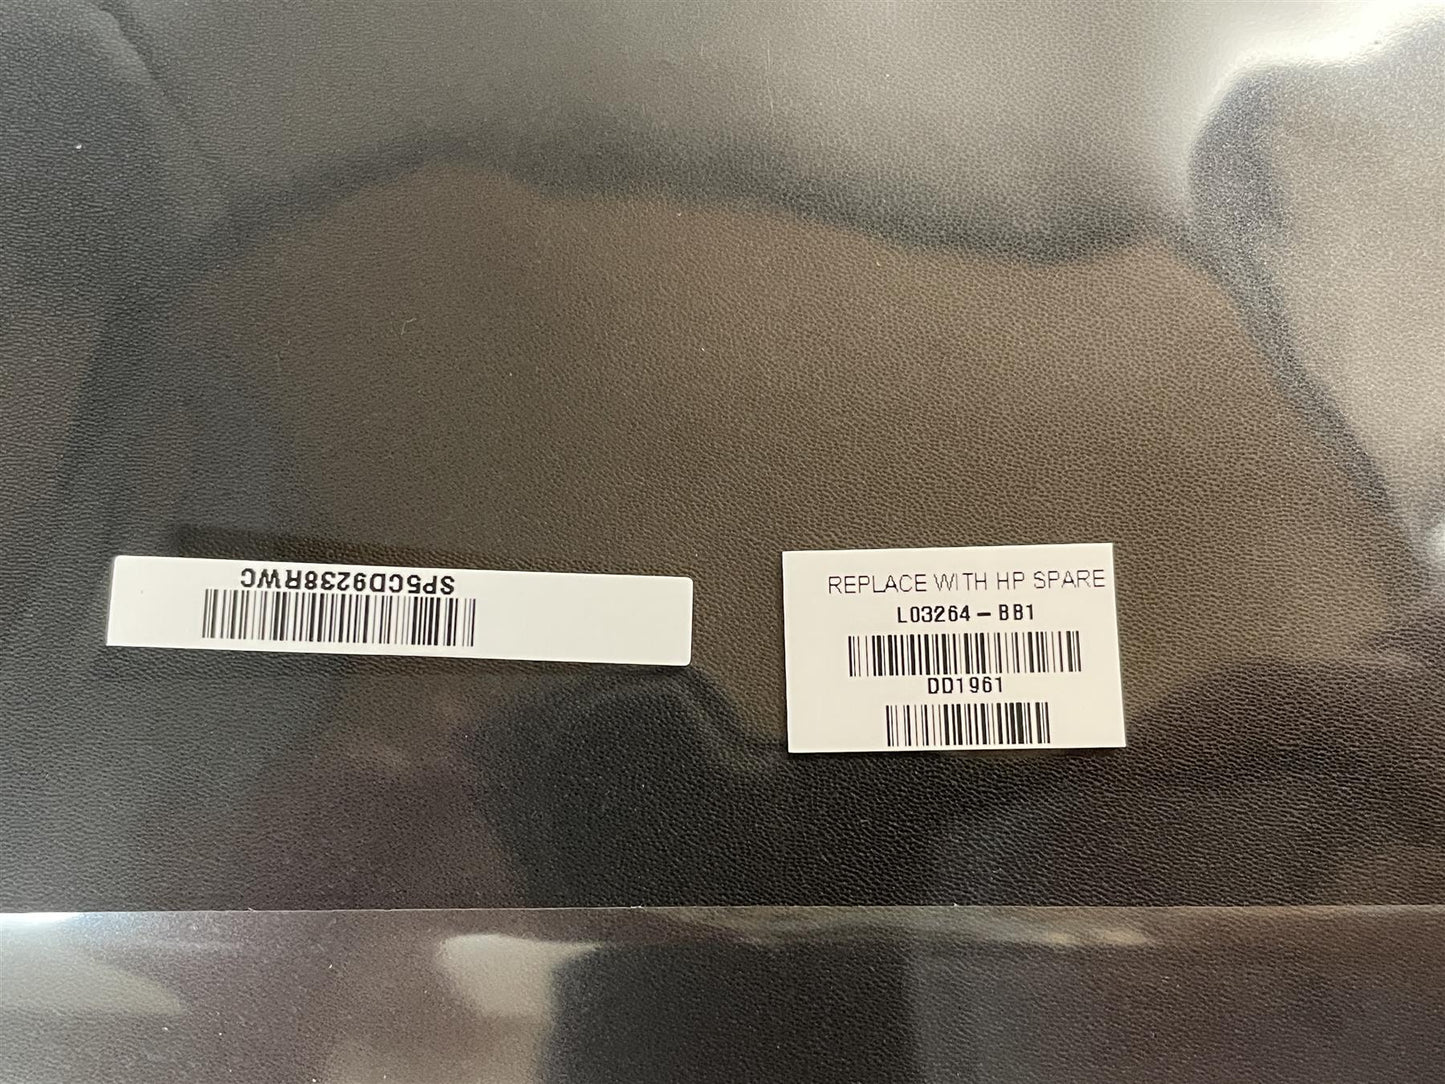 SP5CD9238RWC
REPLACE WITH HP SPARE
L03264-BB1
DD1961